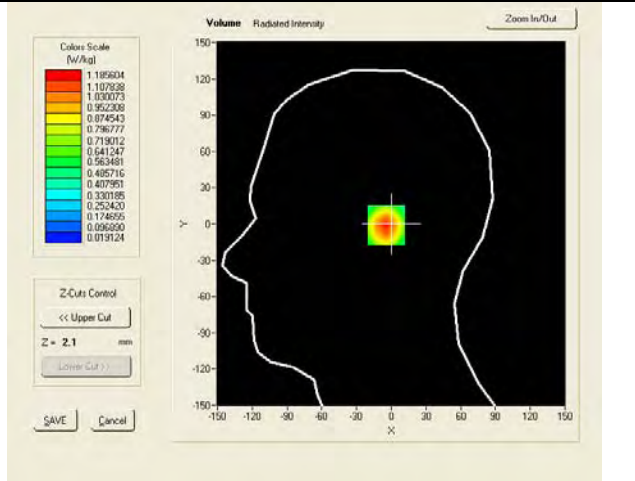 Volume Radiated Intensity
Zoom In/Out
Colors Scale
(W/kg)
1.185604
1.107838
1.030073
0.952308
0.874543
0.796777
0.719012
0.641247
0.563481
0.485716
0.407951
0.330185
0.252420
0.174655
0.096890
0.019124
Z-Cuts Control
<< Upper Cut
Z = 2.1 mm
Lower Cut >>
SAVE Cancel
150
120
90
60
30
0
-30
-60
-90
-120
-150
Y
-150 -120 -90 -60 -30 0 30 60 90 120 150
X